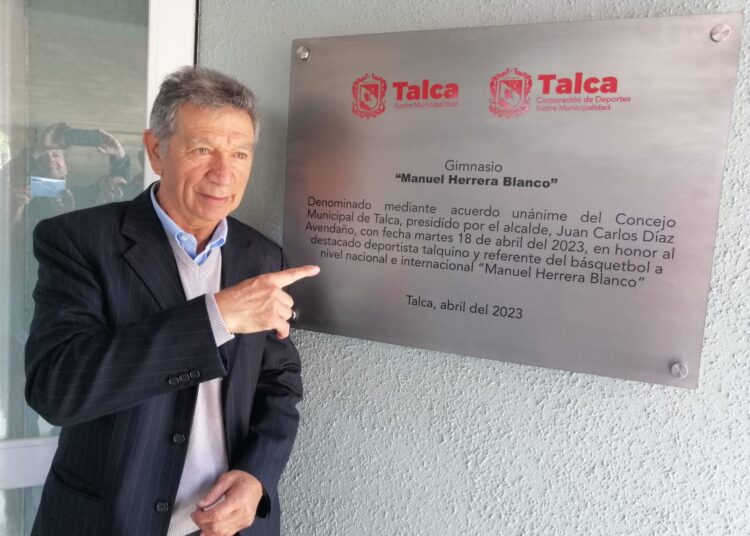 Talca
Ilustre Municipalidad
Talca
Corporación de Deportes
Ilustre Municipalidad
Gimnasio
“Manuel Herrera Blanco”
Denominado mediante acuerdo unánime del Concejo
Municipal de Talca, presidido por el alcalde, Juan Carlos Díaz
Avendaño, con fecha martes 18 de abril del 2023, en honor al
destacado deportista talquino y referente del básquetbol a
nivel nacional e internacional “Manuel Herrera Blanco”
Talca, abril del 2023